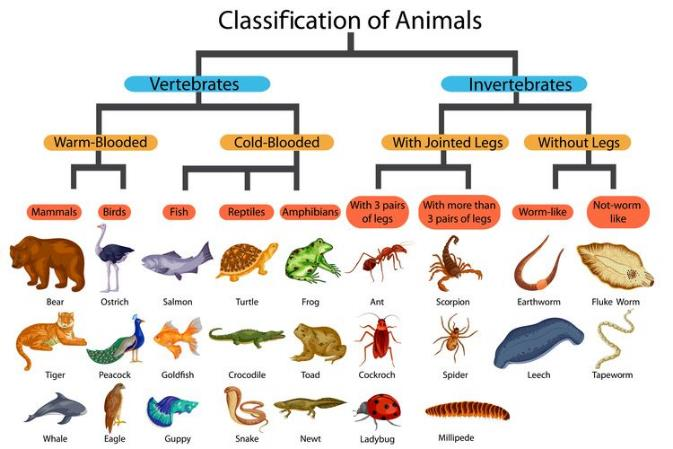 Classification of Animals
Vertebrates
Invertebrates
Warm-Blooded
Cold-Blooded
With Jointed Legs
Without Legs
Mammals
Birds
Fish
Reptiles
Amphibians
With 3 pairs
of legs
With more than
3 pairs of legs
Worm-like
Not-worm
like
Bear
Ostrich
Salmon
Turtle
Frog
Ant
Scorpion
Earthworm
Fluke Worm
Tiger
Peacock
Goldfish
Crocodile
Toad
Cockroch
Spider
Leech
Tapeworm
Whale
Eagle
Guppy
Snake
Newt
Ladybug
Millipede